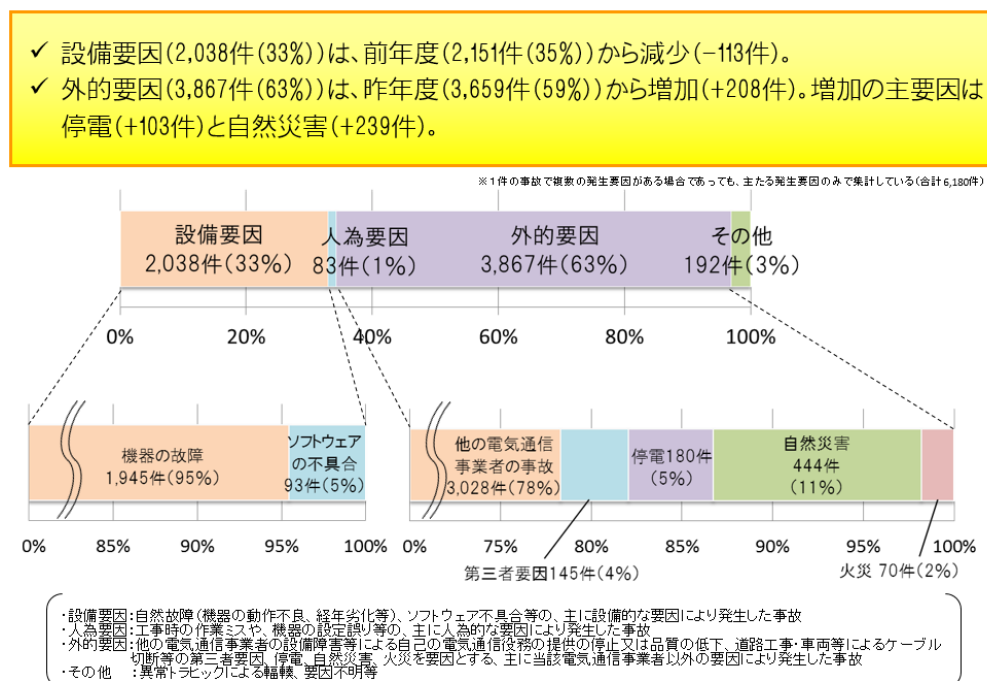 ✓ 設備要因(2,038件(33%))は、前年度(2,151件(35%))から減少(-113件)。
✓ 外的要因(3,867件(63%))は、昨年度(3,659件(59%))から増加(+208件)。増加の主要因は
停電(+103件)と自然災害(+239件)。
※1件の事故で複数の発生要因がある場合であっても、主たる発生要因のみで集計している(合計6,180件)
設備要因
2,038件(33%)
人為要因
83件(1%)
外的要因
3,867件(63%)
その他
192件(3%)
0% 20% 40% 60% 80% 100%
機器の故障
1,945件(95%)
ソフトウェア
の不具合
93件(5%)
0% 85% 90% 95% 100%
他の電気通信
事業者の事故
3,028件(78%)
停電180件
(5%)
自然災害
444件
(11%)
0% 75% 80% 85% 90% 95% 100%
第三者要因145件(4%)
火災 70件(2%)
・設備要因:自然故障(機器の動作不良、経年劣化等)、ソフトウェア不具合等の、主に設備的な要因により発生した事故
・人為要因:工事時の作業ミスや、機器の設定誤り等の、主に人為的な要因により発生した事故
・外的要因:他の電気通信事業者の設備障害等による自己の電気通信役務の提供の停止又は品質の低下、道路工事・車両等によるケーブル
切断等の第三者要因、停電、自然災害、火災を要因とする、主に当該電気通信事業者以外の要因により発生した事故
・その他 :異常トラヒックによる輻輳、要因不明等